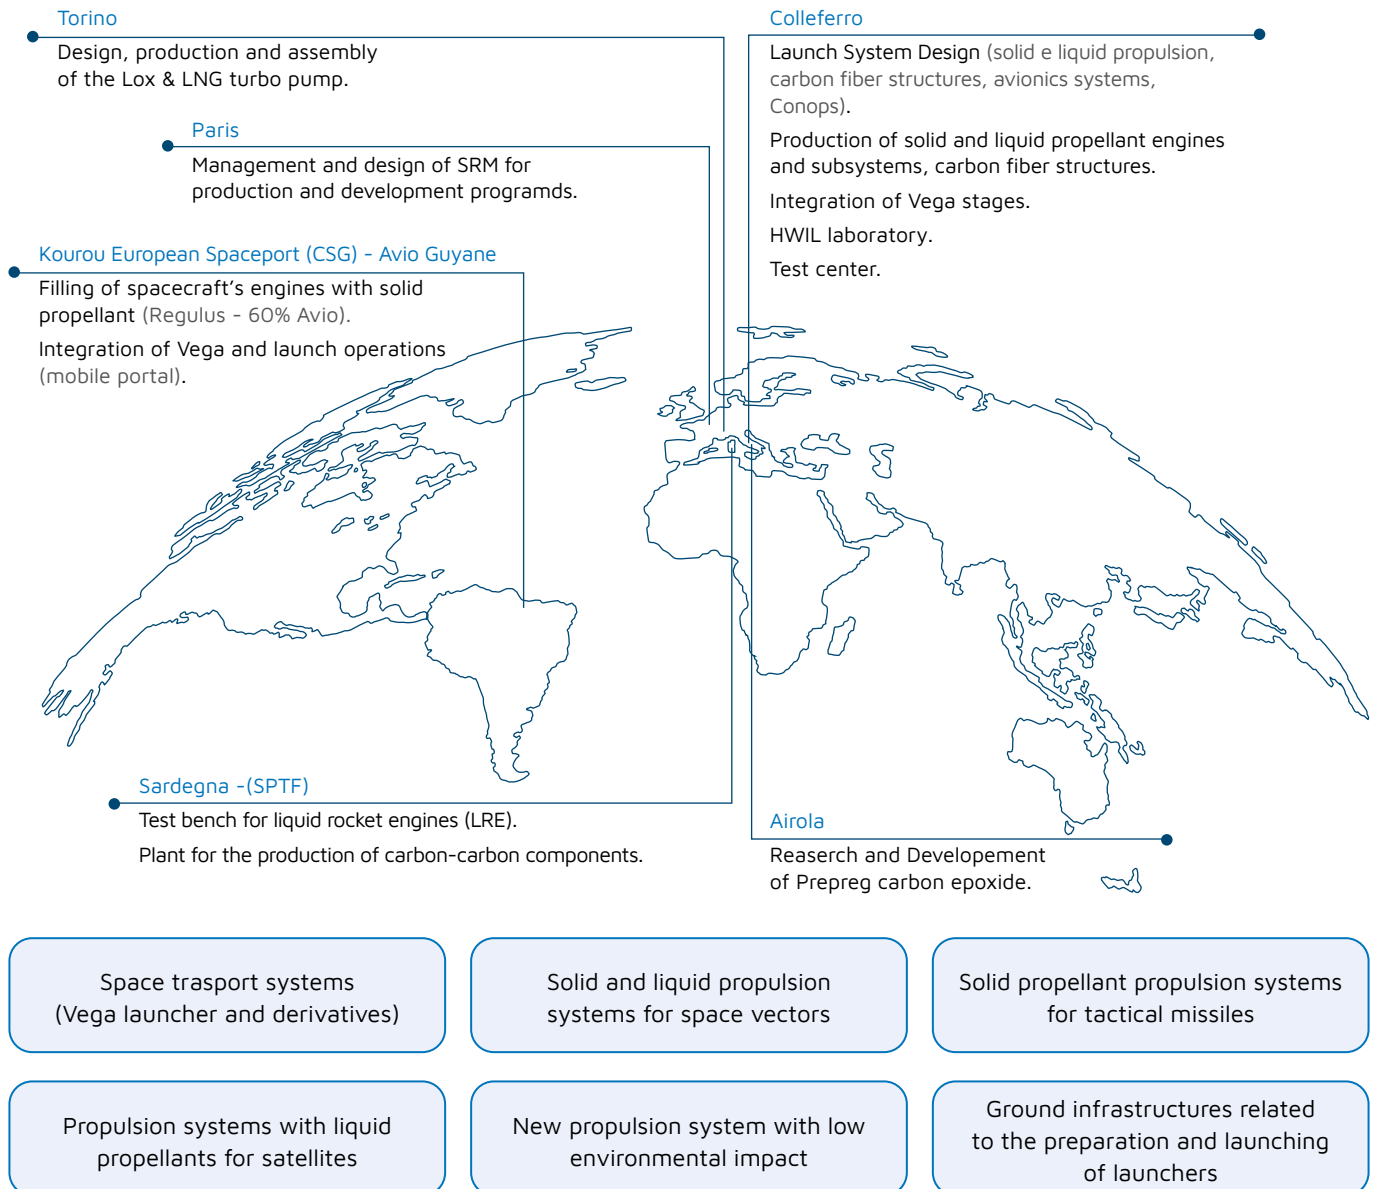 Torino
Design, production and assembly
of the Lox & LNG turbo pump.
Paris
Management and design of SRM for
production and development programds.
Kourou European Spaceport (CSG) - Avio Guyane
Filling of spacecraft's engines with solid
propellant (Regulus - 60% Avio).
Integration of Vega and launch operations
(mobile portal).
Colleferro
Launch System Design (solid e liquid propulsion,
carbon fiber structures, avionics systems,
Conops).
Production of solid and liquid propellant engines
and subsystems, carbon fiber structures.
Integration of Vega stages.
HWIL laboratory.
Test center.
Sardegna -(SPTF)
Test bench for liquid rocket engines (LRE).
Plant for the production of carbon-carbon components.
Airola
Reaserch and Developement
of Prepreg carbon epoxide.
Space trasport systems
(Vega launcher and derivatives)
Solid and liquid propulsion
systems for space vectors
Solid propellant propulsion systems
for tactical missiles
Propulsion systems with liquid
propellants for satellites
New propulsion system with low
environmental impact
Ground infrastructures related
to the preparation and launching
of launchers